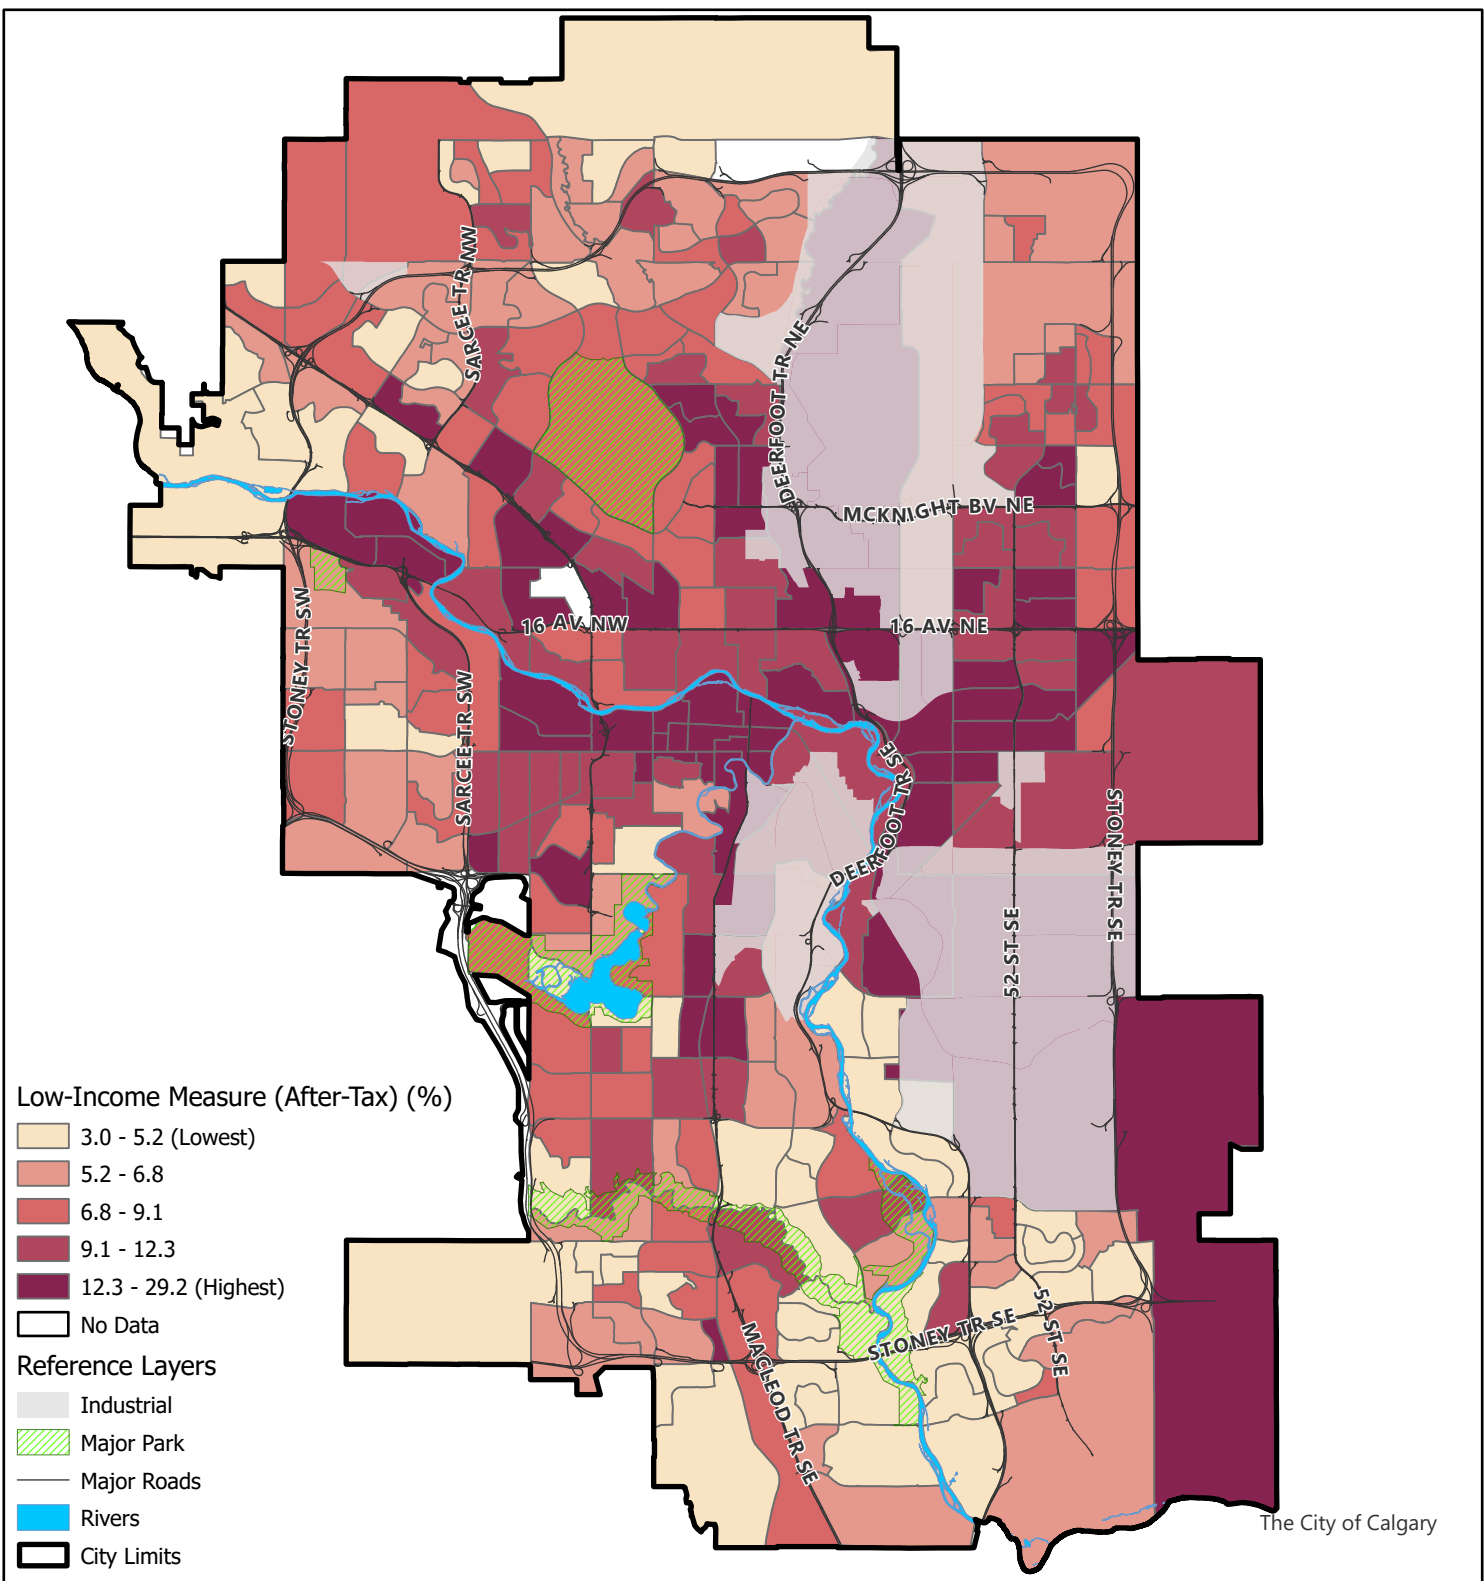 SARCEE TR NW
DEERFOOT TR NE
MCKNIGHT BV NE
STONEY TR SW
16 AV NW
16 AV NE
SARCEE TR SW
DEERFOOT TR SE
STONEY TR SE
52 ST SE
Low-Income Measure (After-Tax) (%)
3.0 - 5.2 (Lowest)
5.2 - 6.8
6.8 - 9.1
9.1 - 12.3
12.3 - 29.2 (Highest)
No Data
Reference Layers
Industrial
Major Park
Major Roads
Rivers
City Limits
MACLEOD TR SE
STONEY TR SE
52 ST SE
The City of Calgary